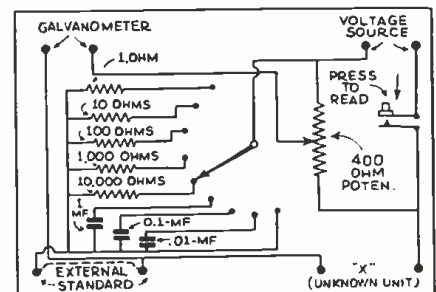 GALVANOMETER
VOLTAGE
SOURCE
1, OHM
PRESS
TO
READ
10 OHMS
100 OHMS
1,000 OHMS
10,000 OHMS
400
OHM
POTEN.
1
MF
0.1-MF
.01-MF
EXTERNAL
STANDARD
"X"
(UNKNOWN UNIT)